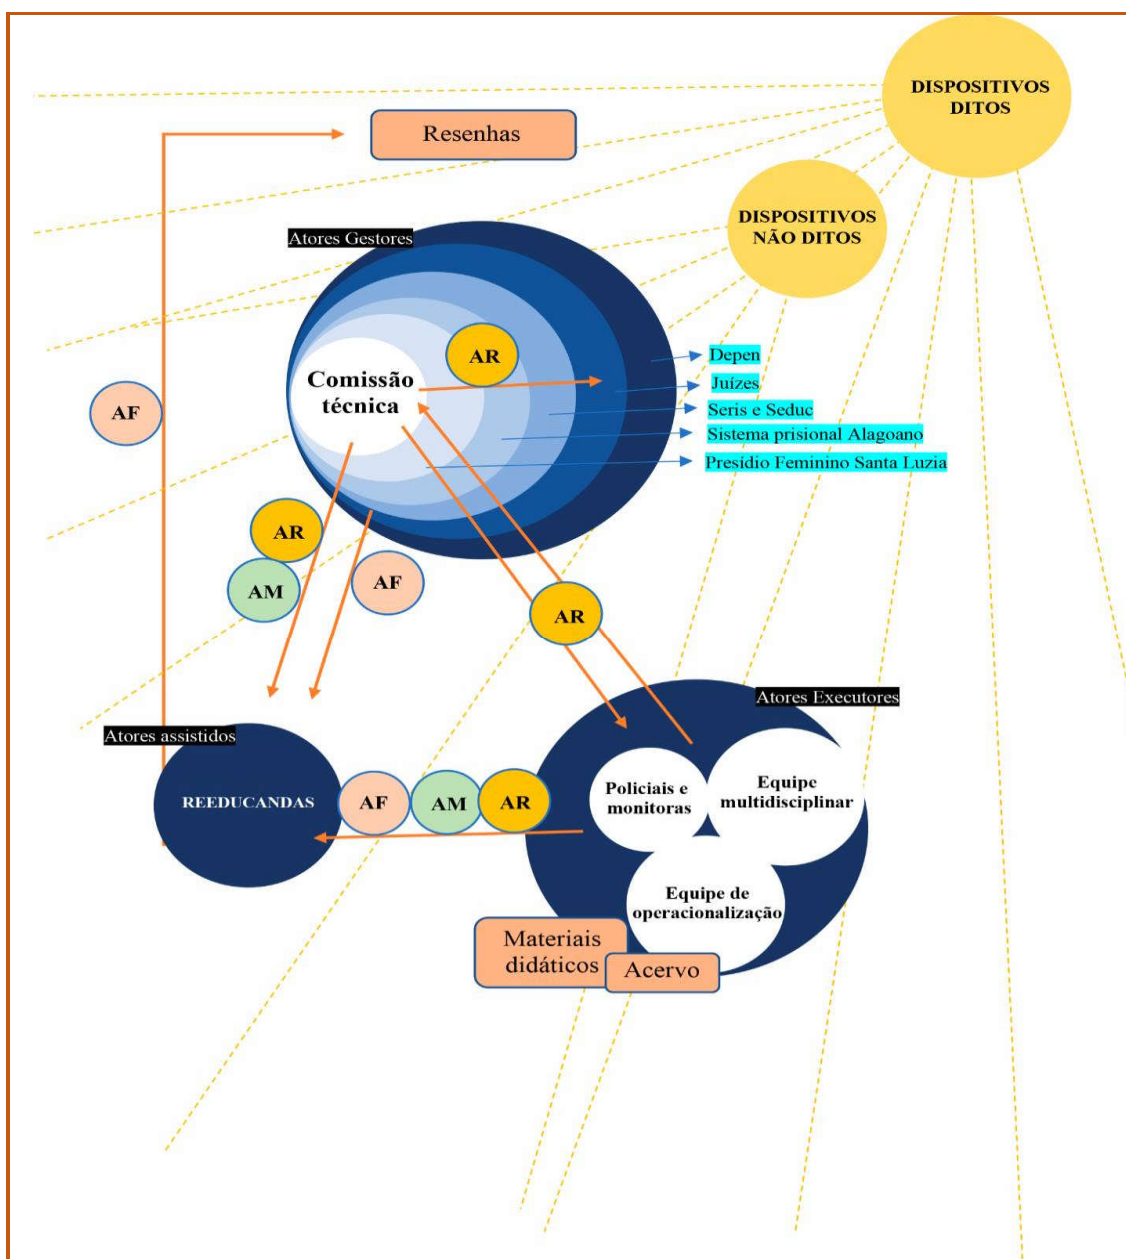 DISPOSITIVOS
DITOS
Resenhas
DISPOSITIVOS
NÃO DITOS
Atores Gestores
AR
Depen
Comissão
técnica
Juízes
AF
Seris e Seduc
Sistema prisional Alagoano
Presídio Feminino Santa Luzia
AR
AM
AF
AR
Atores Executores
Atores assistidos
REEDUCANDAS
AF
AM
AR
Policiais e
monitoras
Equipe
multidisciplinar
Equipe de
operacionalização
Materiais
didáticos
Acervo